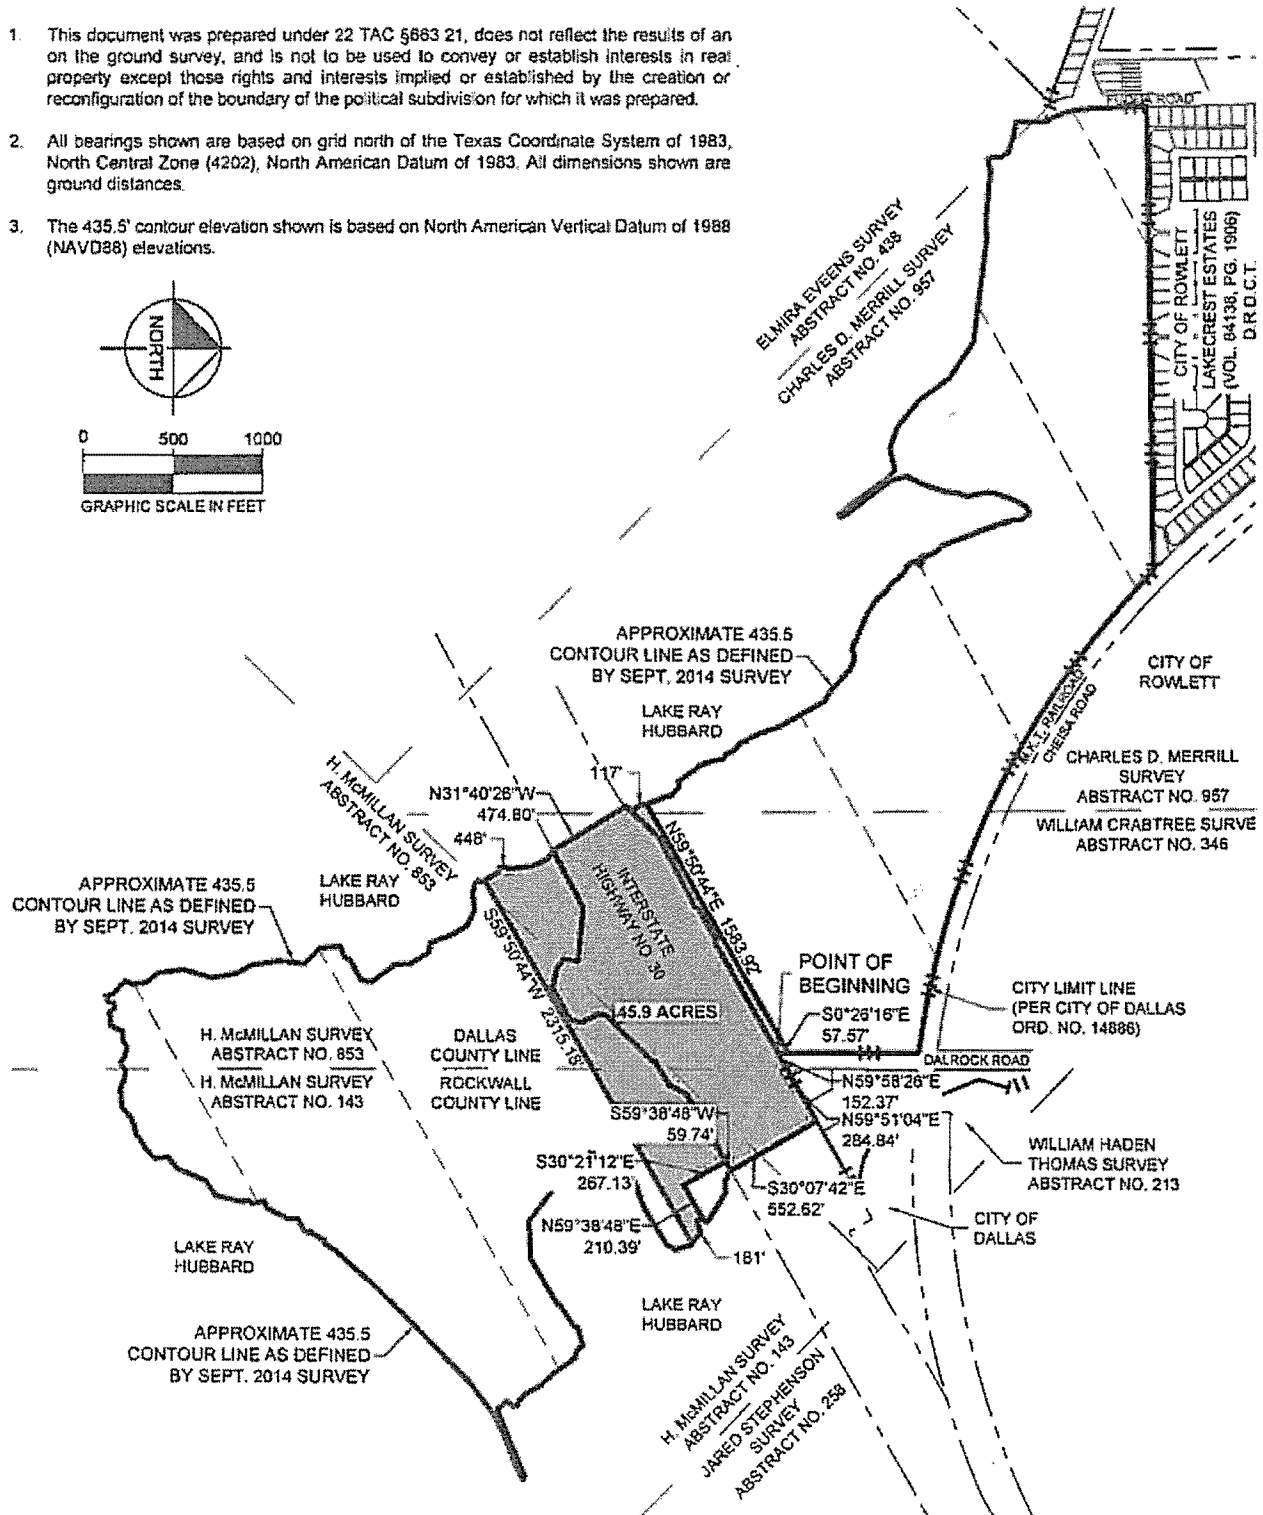 1. This document was prepared under 22 TAC §663 21, does not reflect the results of an
on the ground survey, and is not to be used to convey or establish interests in real
property except those rights and interests implied or established by the creation or
reconfiguration of the boundary of the political subdivision for which it was prepared.
2. All bearings shown are based on grid north of the Texas Coordinate System of 1983,
North Central Zone (4202), North American Datum of 1983. All dimensions shown are
ground distances.
3. The 435.5' contour elevation shown is based on North American Vertical Datum of 1988
(NAVD88) elevations.
NORTH
0 500 1000
GRAPHIC SCALE IN FEET
ROAD
ELMIRA EVEENS SURVEY
ABSTRACT NO. 438
CHARLES D. MERRILL SURVEY
ABSTRACT NO. 957
CITY OF ROWLETT
LAKECREST ESTATES
(VOL. 84138, PG. 1906)
D.R.D.C.T.
APPROXIMATE 435.5
CONTOUR LINE AS DEFINED
BY SEPT. 2014 SURVEY
LAKE RAY
HUBBARD
CITY OF
ROWLETT
M.K.T. RAILROAD
CHEISA ROAD
CHARLES D. MERRILL
SURVEY
ABSTRACT NO. 957
WILLIAM CRABTREE SURVE
ABSTRACT NO. 346
H. McMILLAN SURVEY
ABSTRACT NO. 853
117'
N31°40'26"W
474.80'
448'
N59°50'44"E 1583.92'
INTERSTATE
HIGHWAY NO. 30
S59°50'44"W 2315.18'
45.9 ACRES
APPROXIMATE 435.5
CONTOUR LINE AS DEFINED
BY SEPT. 2014 SURVEY
LAKE RAY
HUBBARD
POINT OF
BEGINNING
S0°26'16"E
57.57'
CITY LIMIT LINE
(PER CITY OF DALLAS
ORD. NO. 14886)
DALROCK ROAD
H. McMILLAN SURVEY
ABSTRACT NO. 853
H. McMILLAN SURVEY
ABSTRACT NO. 143
DALLAS
COUNTY LINE
ROCKWALL
COUNTY LINE
N59°58'26"E
152.37'
N59°51'04"E
284.84'
S59°38'48"W
59.74'
S30°21'12"E
267.13'
N59°38'48"E
210.39'
S30°07'42"E
552.62'
181'
WILLIAM HADEN
THOMAS SURVEY
ABSTRACT NO. 213
CITY OF
DALLAS
LAKE RAY
HUBBARD
LAKE RAY
HUBBARD
APPROXIMATE 435.5
CONTOUR LINE AS DEFINED
BY SEPT. 2014 SURVEY
H. McMILLAN SURVEY
ABSTRACT NO. 143
JARED STEPHENSON
SURVEY
ABSTRACT NO. 258